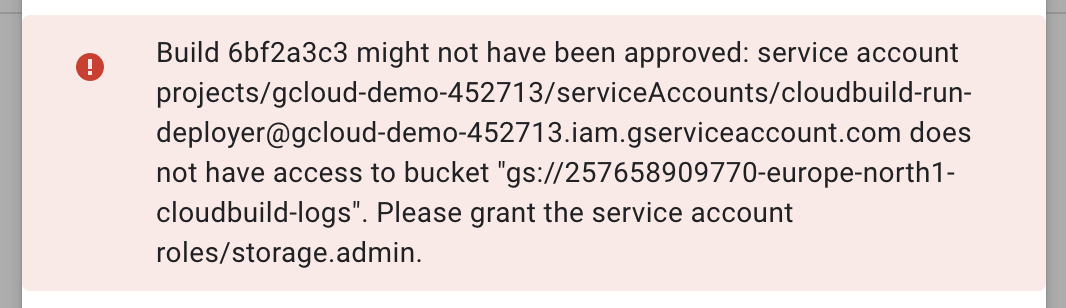 Build 6bf2a3c3 might not have been approved: service account
projects/gcloud-demo-452713/serviceAccounts/cloudbuild-run-
deployer@gcloud-demo-452713.iam.gserviceaccount.com does
not have access to bucket "gs://257658909770-europe-north1-
cloudbuild-logs". Please grant the service account
roles/storage.admin.